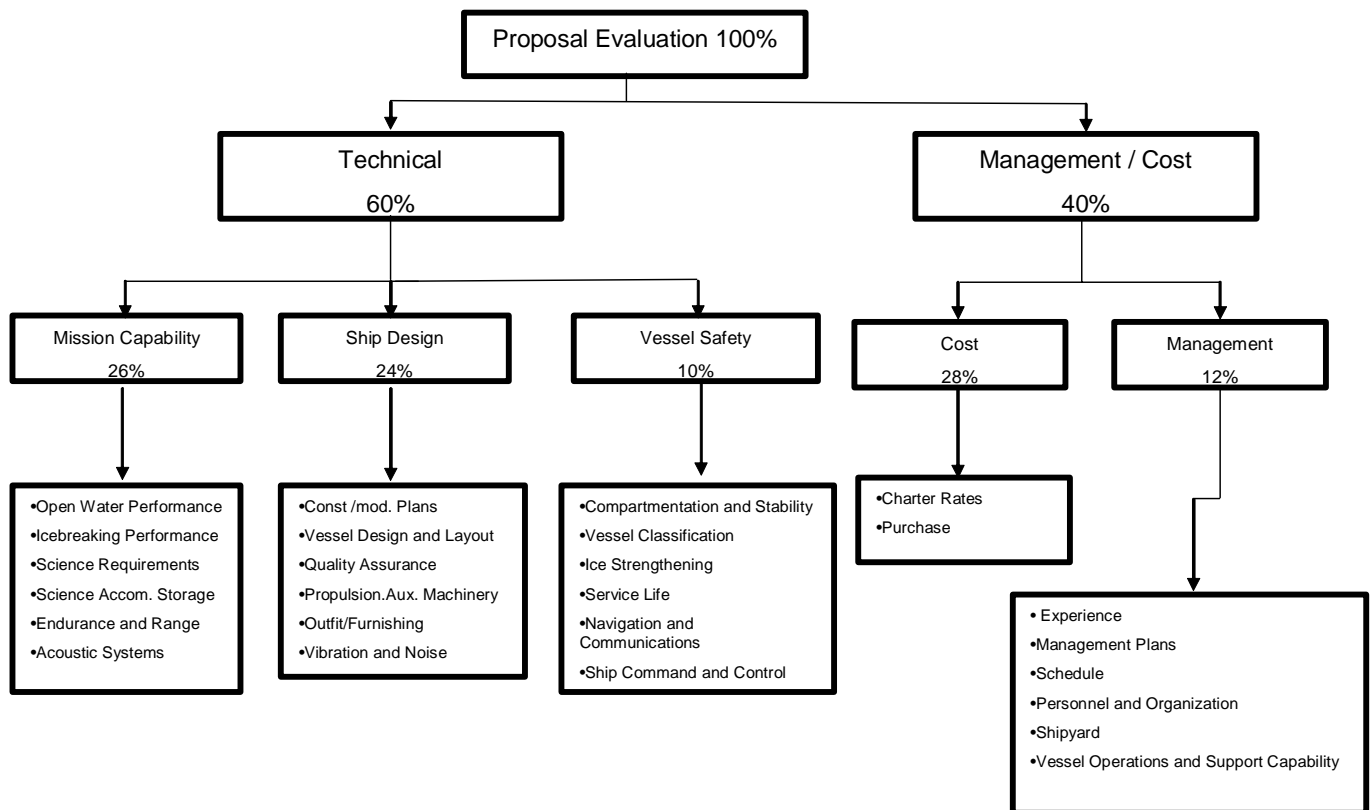 Proposal Evaluation 100%
Technical
60%
Management / Cost
40%
Mission Capability
26%
Ship Design
24%
Vessel Safety
10%
Cost
28%
Management
12%
•Open Water Performance
•Icebreaking Performance
•Science Requirements
•Science Accom. Storage
•Endurance and Range
•Acoustic Systems
•Const /mod. Plans
•Vessel Design and Layout
•Quality Assurance
•Propulsion.Aux. Machinery
•Outfit/Furnishing
•Vibration and Noise
•Compartmentation and Stability
•Vessel Classification
•Ice Strengthening
•Service Life
•Navigation and
Communications
•Ship Command and Control
•Charter Rates
•Purchase
• Experience
•Management Plans
•Schedule
•Personnel and Organization
•Shipyard
•Vessel Operations and Support Capability